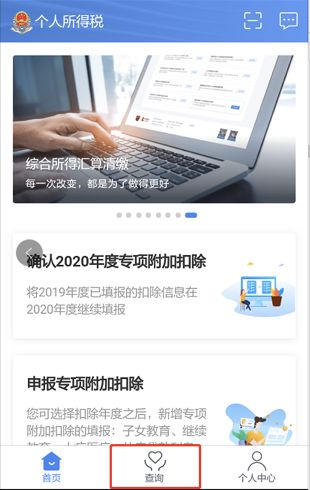 个人所得税
综合所得汇算清缴
每一次改变，都是为了做得更好
确认2020年度专项附加扣除
将2019年度已填报的扣除信息在
2020年度继续填报
申报专项附加扣除
您可选择扣除年度之后，新增专项
附加扣除的填报：子女教育、继续
首页
查询
个人中心